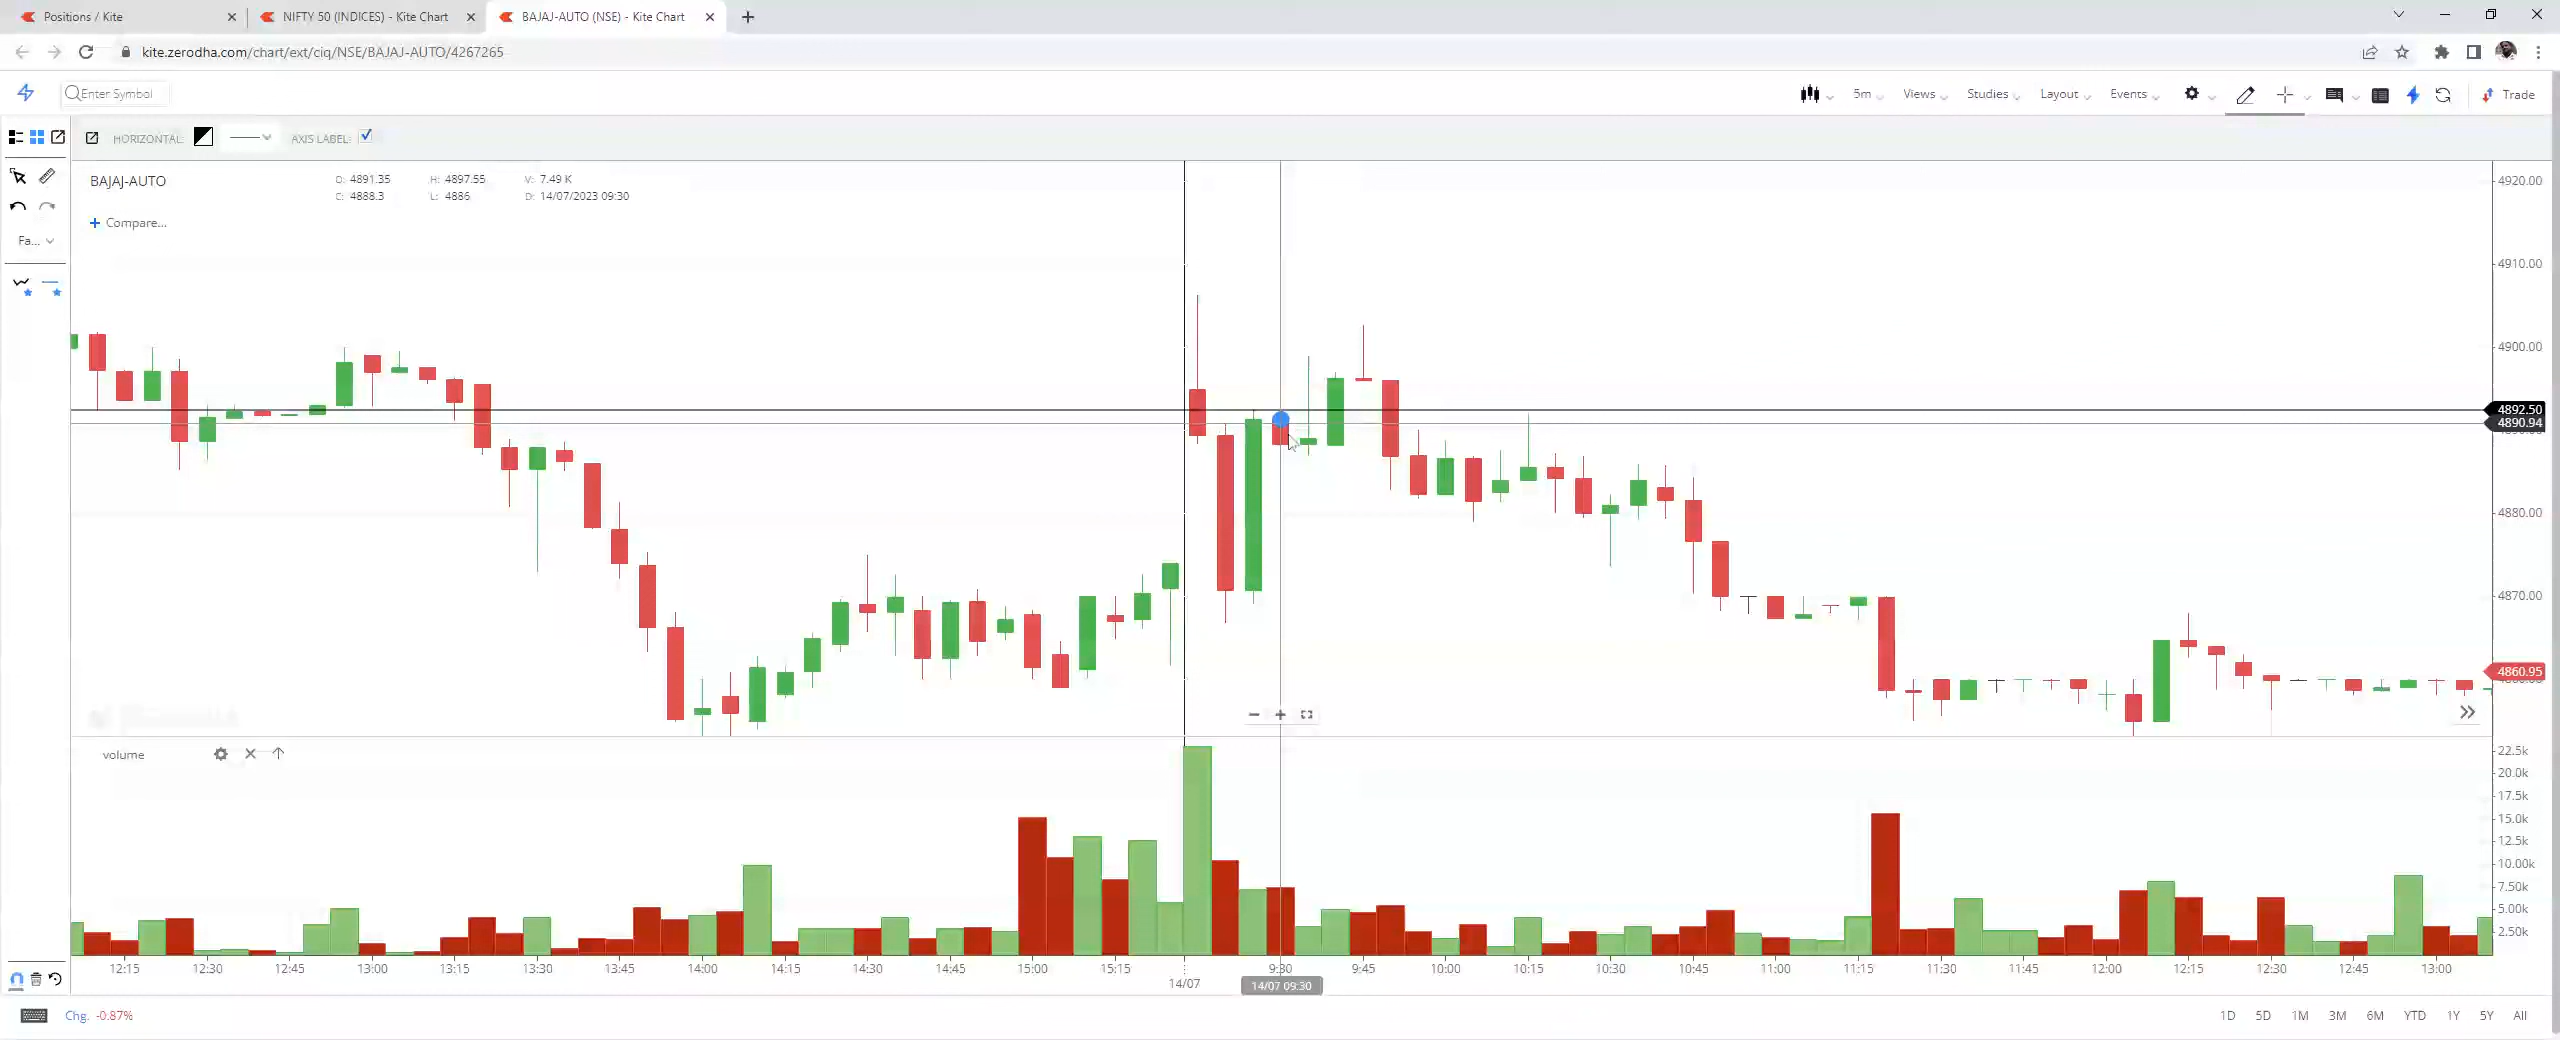 Positions / Kite
NIFTY 50 (INDICES) - Kite Chart
BAJAJ-AUTO (NSE) - Kite Chart
kite.zerodha.com/chart/ext/ciq/NSE/BAJAJ-AUTO/4267265
Enter Symbol
5m Views Studies Layout Events Trade
HORIZONTAL: AXIS LABEL:
BAJAJ-AUTO
O: 4891.35 H: 4897.55 V: 7.49 K
C: 4888.3 L: 4886 D: 14/07/2023 09:30
Compare...
Fa...
4920.00
4910.00
4900.00
4892.50
4890.94
4880.00
4870.00
4860.95
volume
22.5k
20.0k
17.5k
15.0k
12.5k
10.00k
7.50k
5.00k
2.50k
12:15 12:30 12:45 13:00 13:15 13:30 13:45 14:00 14:15 14:30 14:45 15:00 15:15 9:30 9:45 10:00 10:15 10:30 10:45 11:00 11:15 11:30 11:45 12:00 12:15 12:30 12:45 13:00
14/07 14/07 09:30
Chg. -0.87%
1D 5D 1M 3M 6M YTD 1Y 5Y All